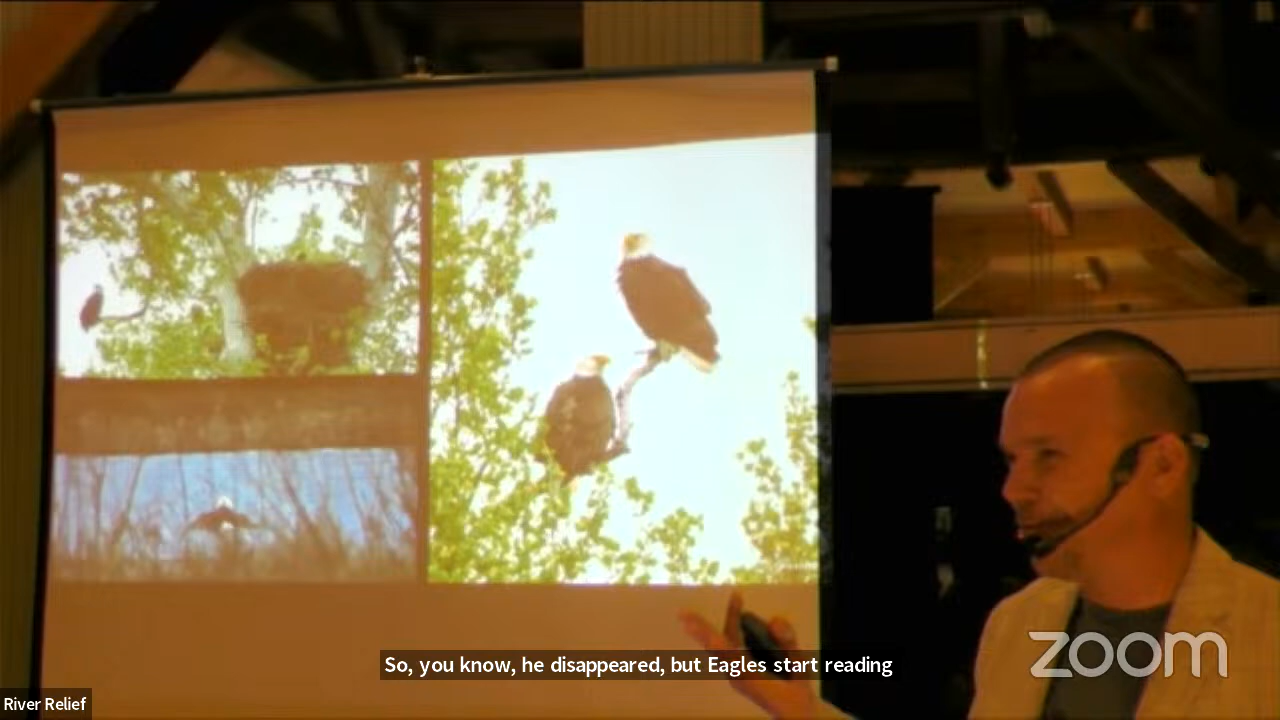 So, you know, he disappeared, but Eagles start reading
zoom
River Relief